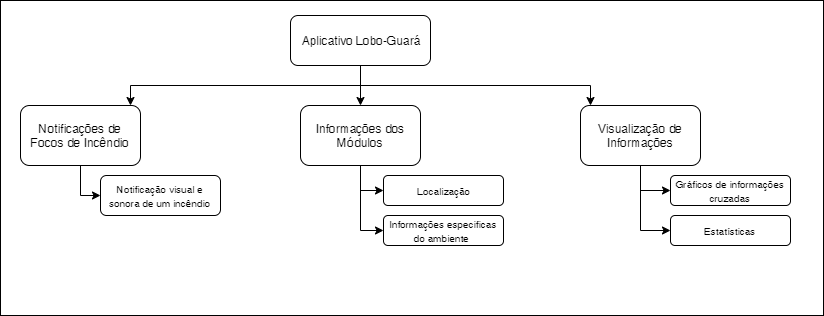 Aplicativo Lobo-Guará
Notificações de
Focos de Incêndio
Informações dos
Módulos
Visualização de
Informações
Notificação visual e
sonora de um incêndio
Localização
Informações especificas
do ambiente
Gráficos de informações
cruzadas
Estatísticas